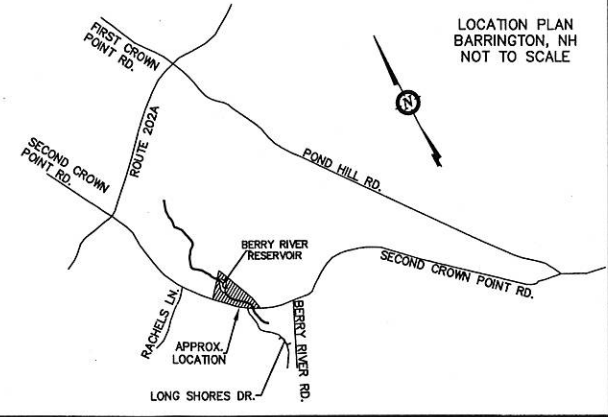 LOCATION PLAN
BARRINGTON, NH
NOT TO SCALE
FIRST CROWN
POINT RD.
ROUTE 202A
SECOND CROWN
POINT RD.
N
POND HILL RD.
BERRY RIVER
RESERVOIR
SECOND CROWN POINT RD.
RACHELS LN.
APPROX.
LOCATION
BERRY RIVER RD.
LONG SHORES DR.